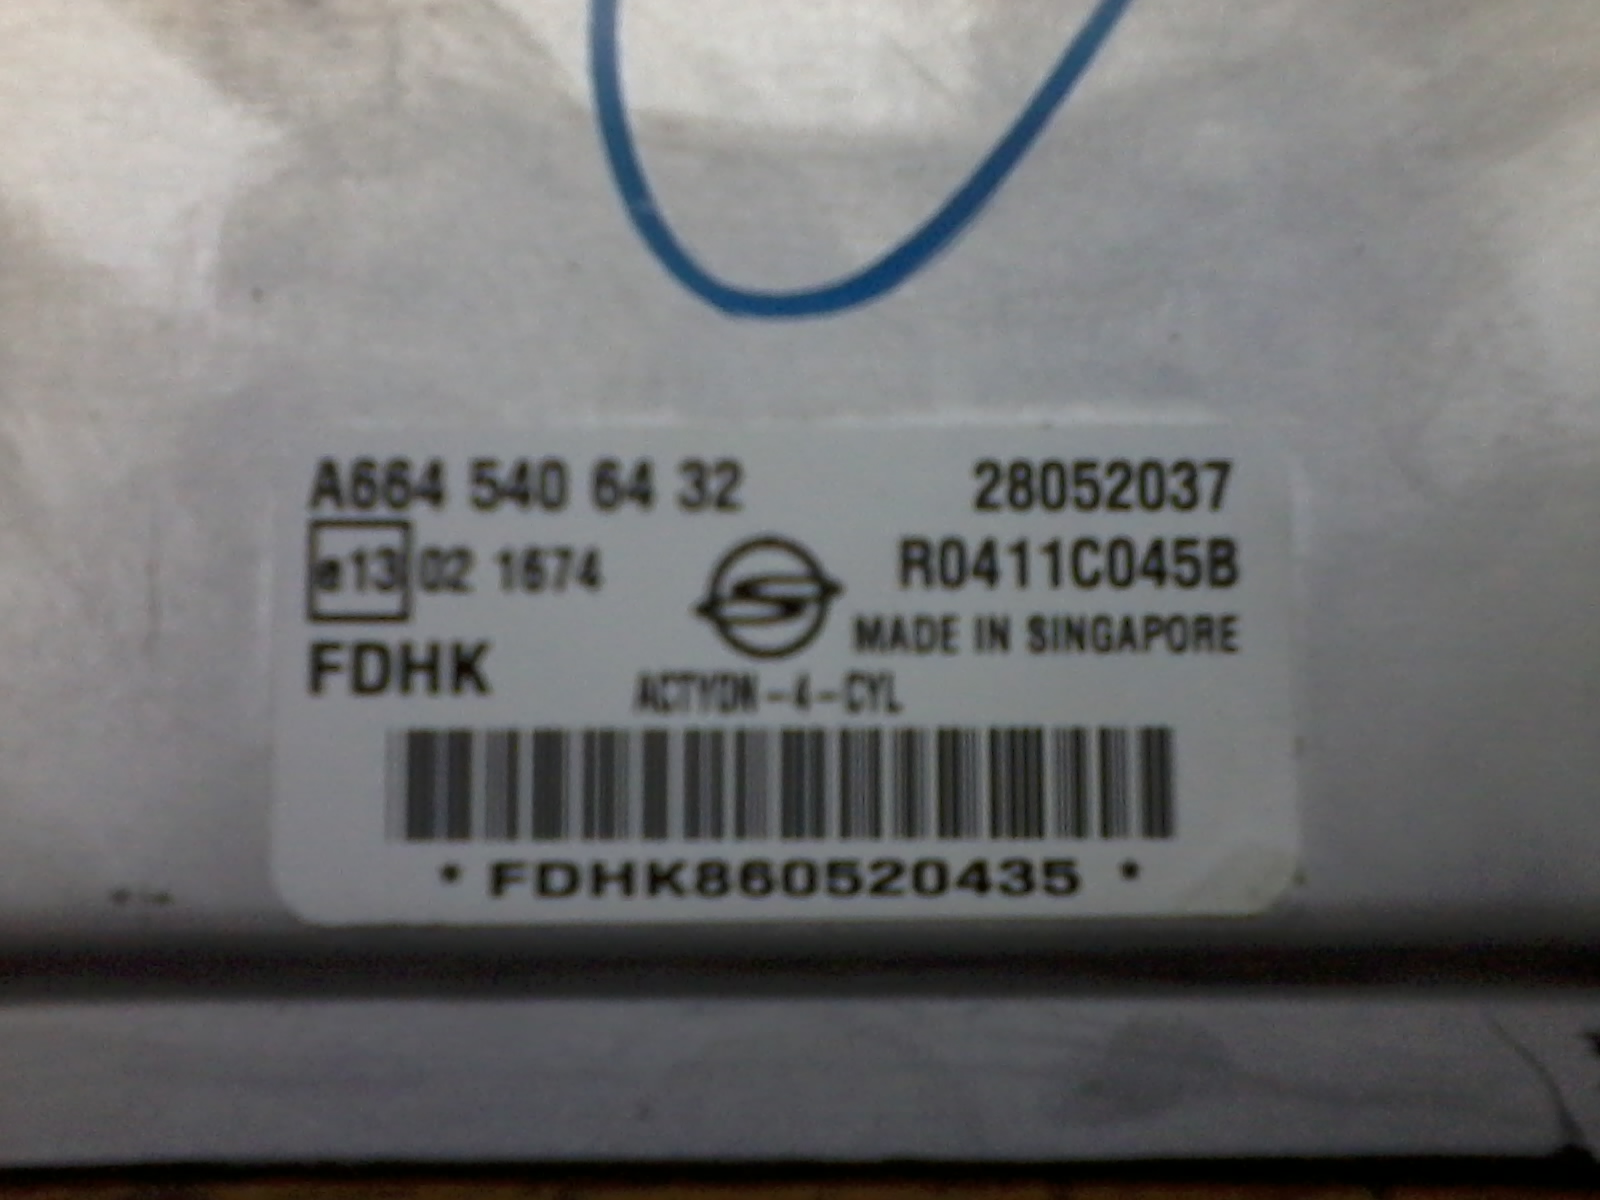 A664 540 64 32 28052037
e13 02 1674 R0411C045B
MADE IN SINGAPORE
FDHK
ACTYON-4-CYL
* FDHK860520435 *